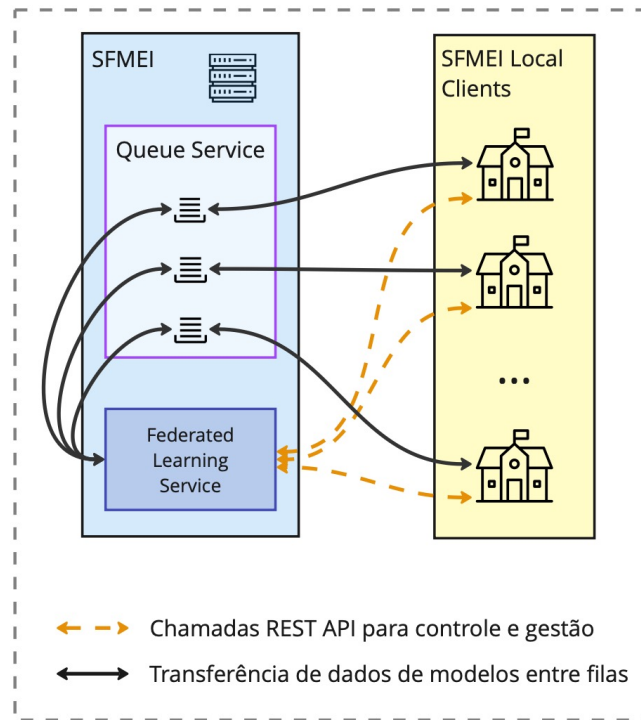 SFMEI
Queue Service
Federated
Learning
Service
SFMEI Local
Clients
...
Chamadas REST API para controle e gestão
Transferência de dados de modelos entre filas